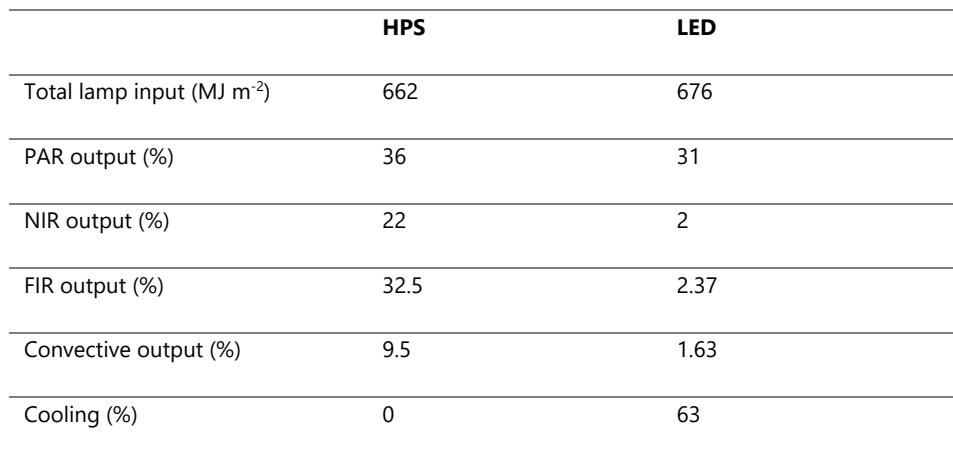 HPS LED
Total lamp input (MJ m⁻²) 662 676
PAR output (%) 36 31
NIR output (%) 22 2
FIR output (%) 32.5 2.37
Convective output (%) 9.5 1.63
Cooling (%) 0 63